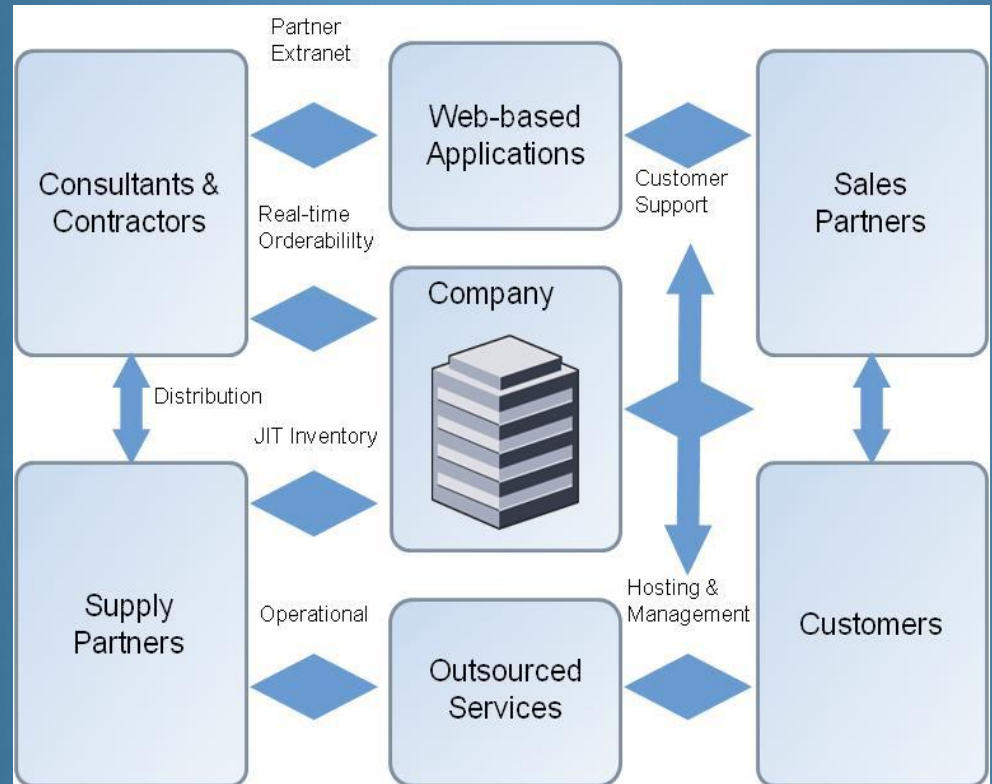 Partner
Extranet
Web-based
Applications
Consultants &
Contractors
Customer
Support
Sales
Partners
Real-time
Orderabililty
Company
Distribution
JIT Inventory
Supply
Partners
Operational
Outsourced
Services
Hosting &
Management
Customers